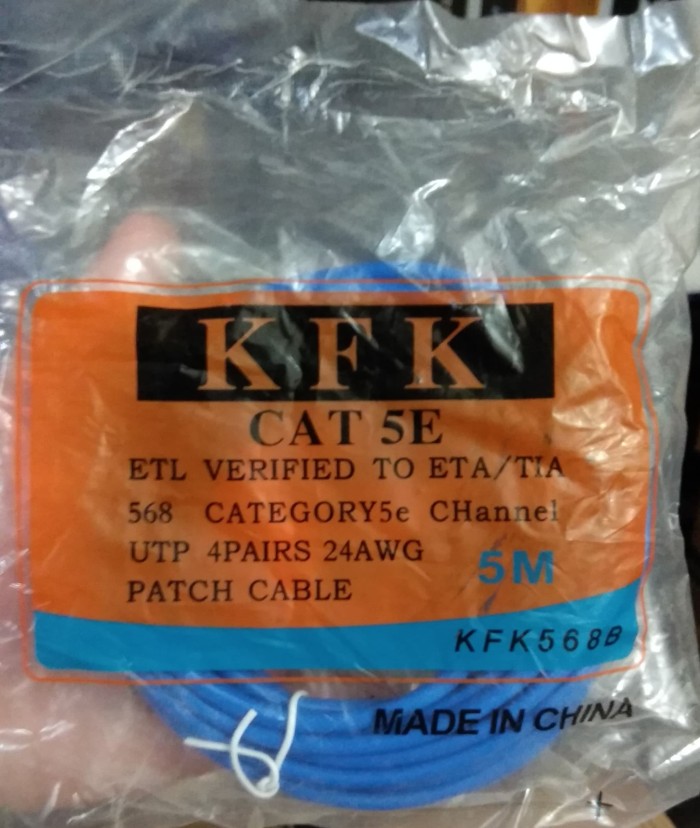 KFK
CAT 5E
ETL VERIFIED TO ETA/TIA
568 CATEGORY5e CHannel
UTP 4PAIRS 24AWG
5M
PATCH CABLE
KFK568B
MADE IN CHINA